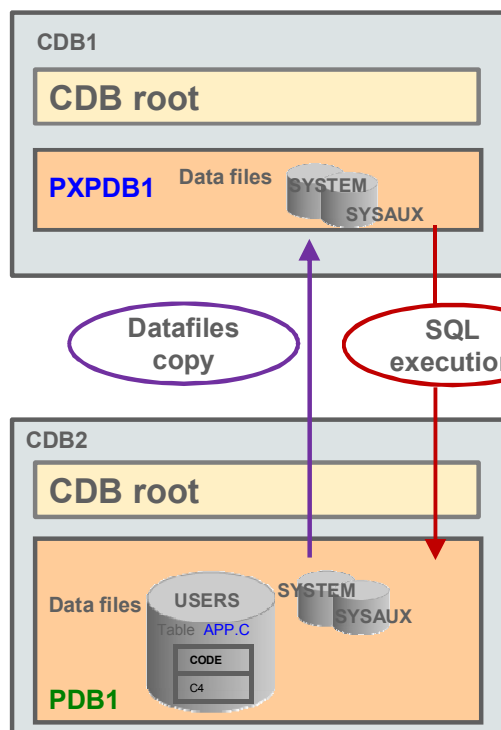 CDB1
CDB root
PXPDB1
Data files
SYSTEM
SYSAUX
Datafiles
copy
SQL
execution
CDB2
CDB root
Data files
USERS
Table APP.C
CODE
C4
SYSTEM
SYSAUX
PDB1